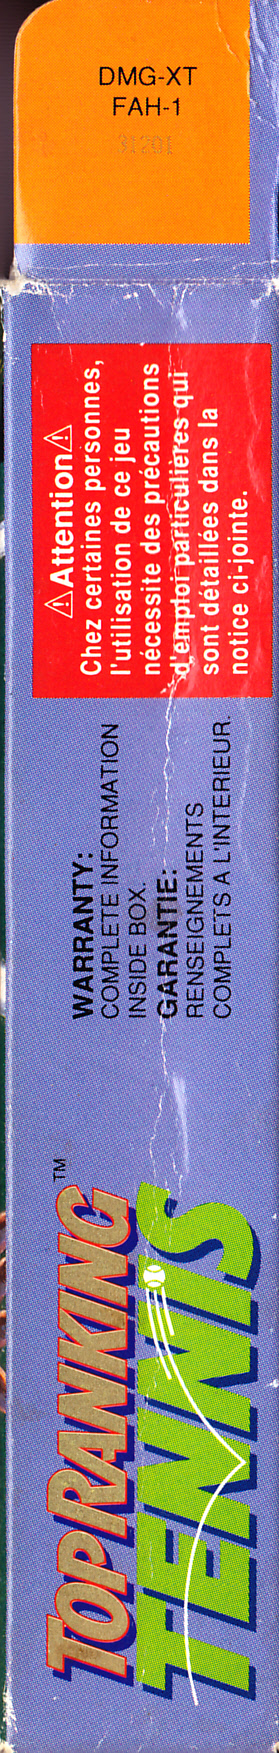 DMG-XT
FAH-1
31201
⚠Attention⚠
Chez certaines personnes,
l'utilisation de ce jeu
nécessite des précautions
d'emploi particulières qui
sont détaillées dans la
notice ci-jointe.
WARRANTY:
COMPLETE INFORMATION
INSIDE BOX.
GARANTIE:
RENSEIGNEMENTS
COMPLETS A L'INTERIEUR.
TOP RANKING™
TENNIS